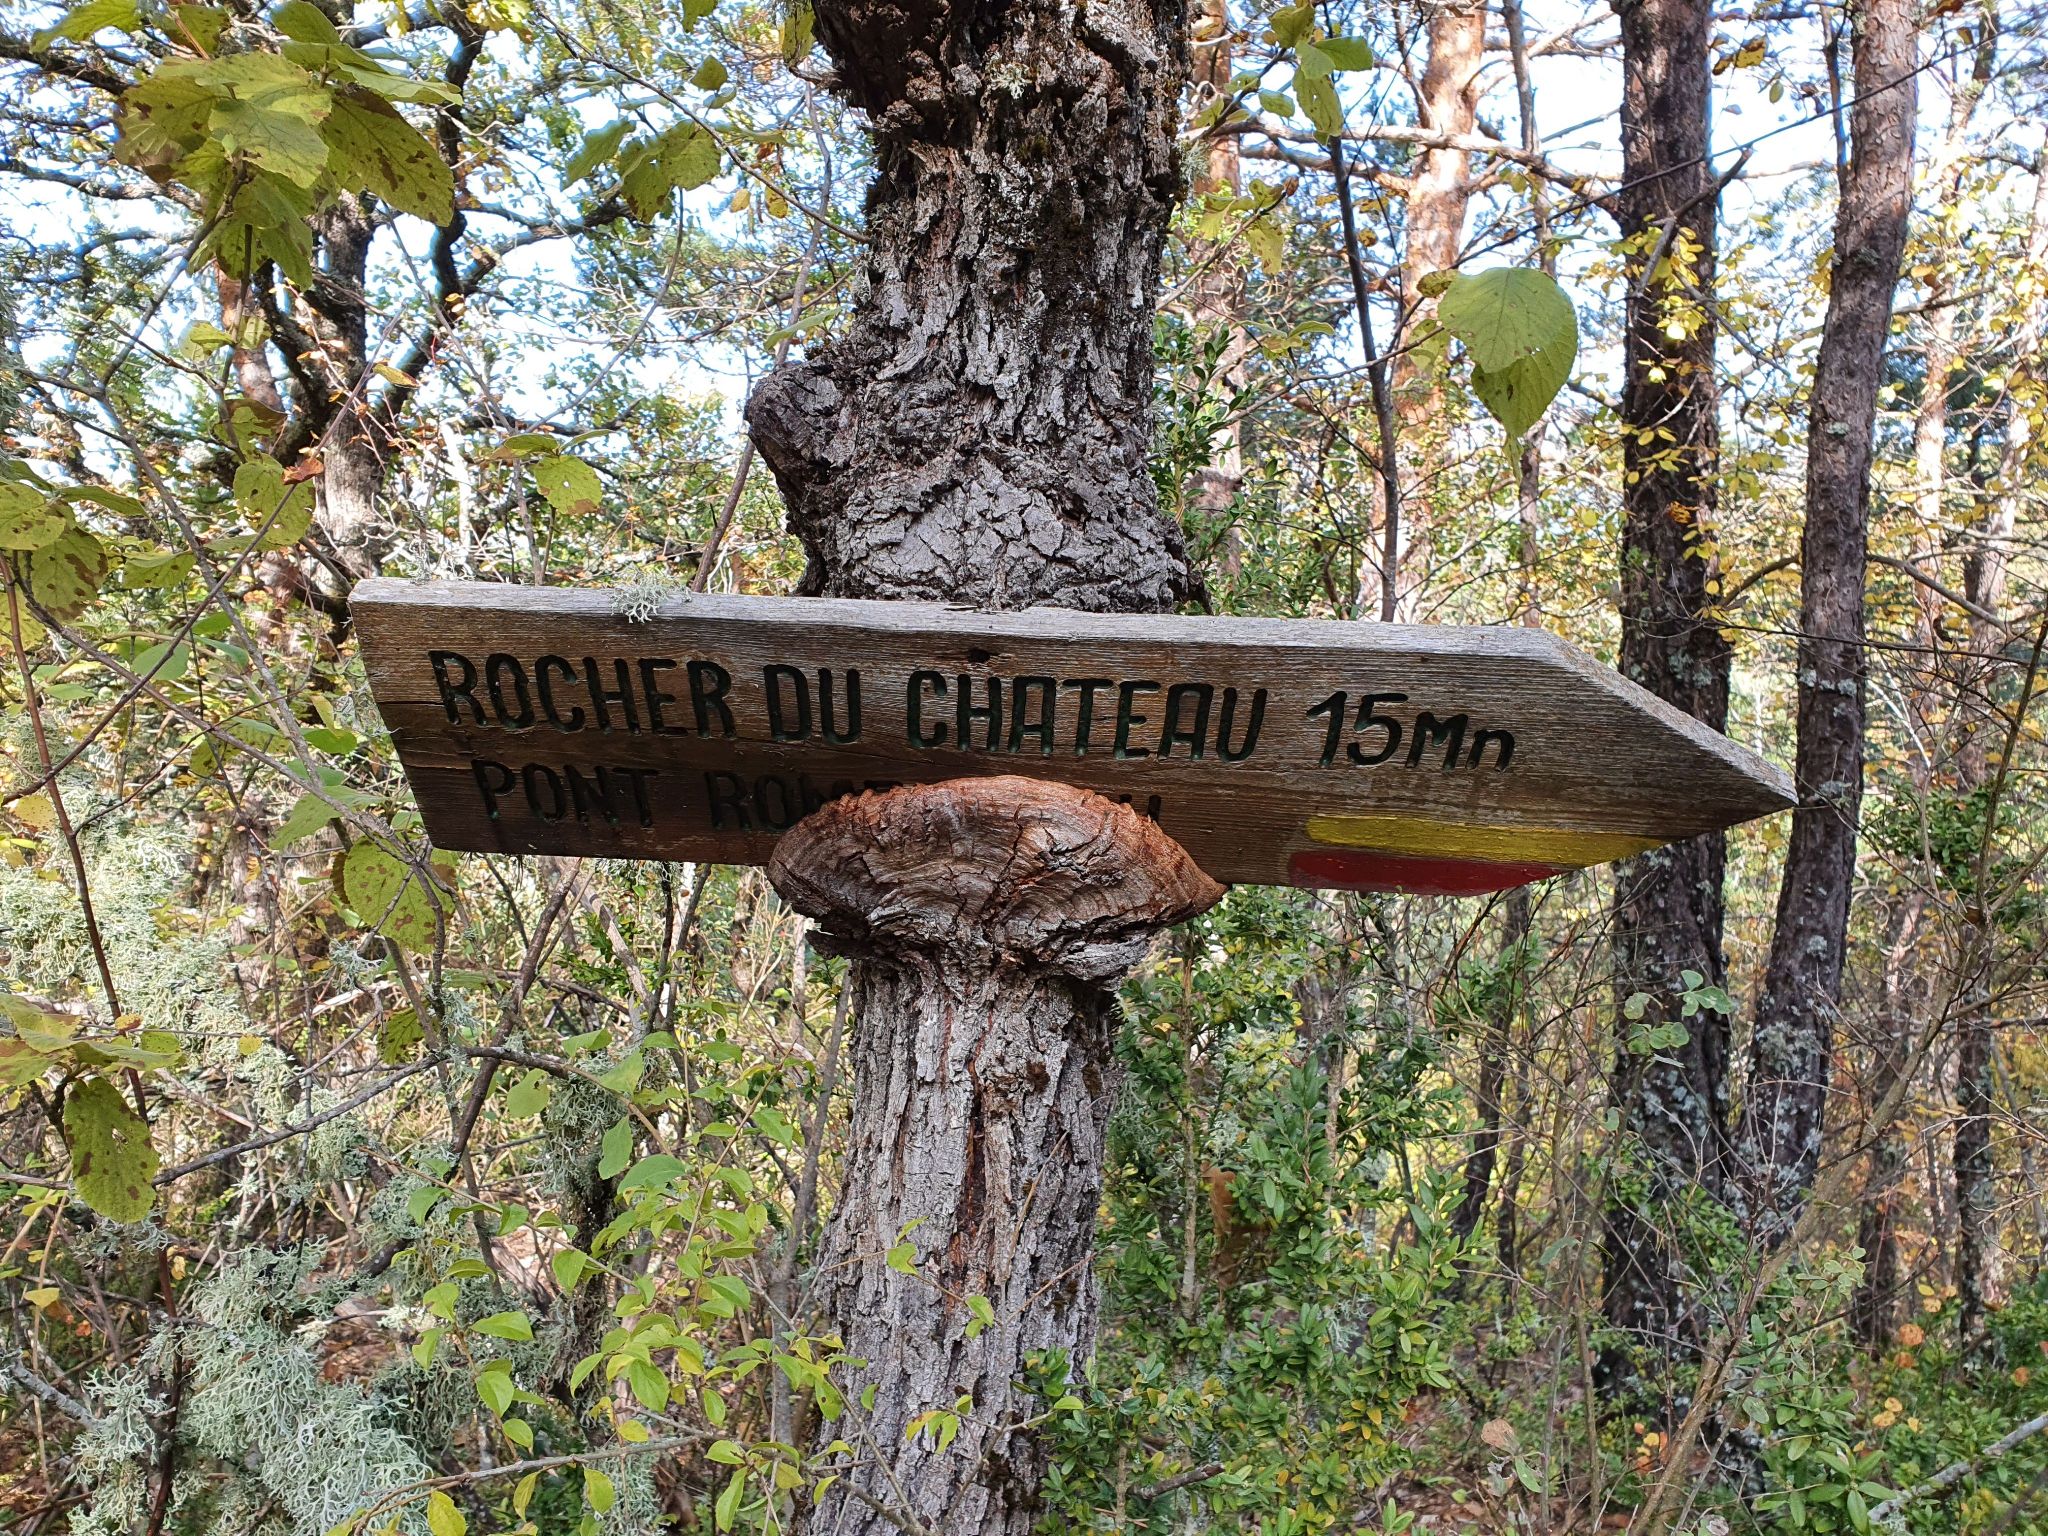 ROCHER DU CHATEAU 15Mn
PONT